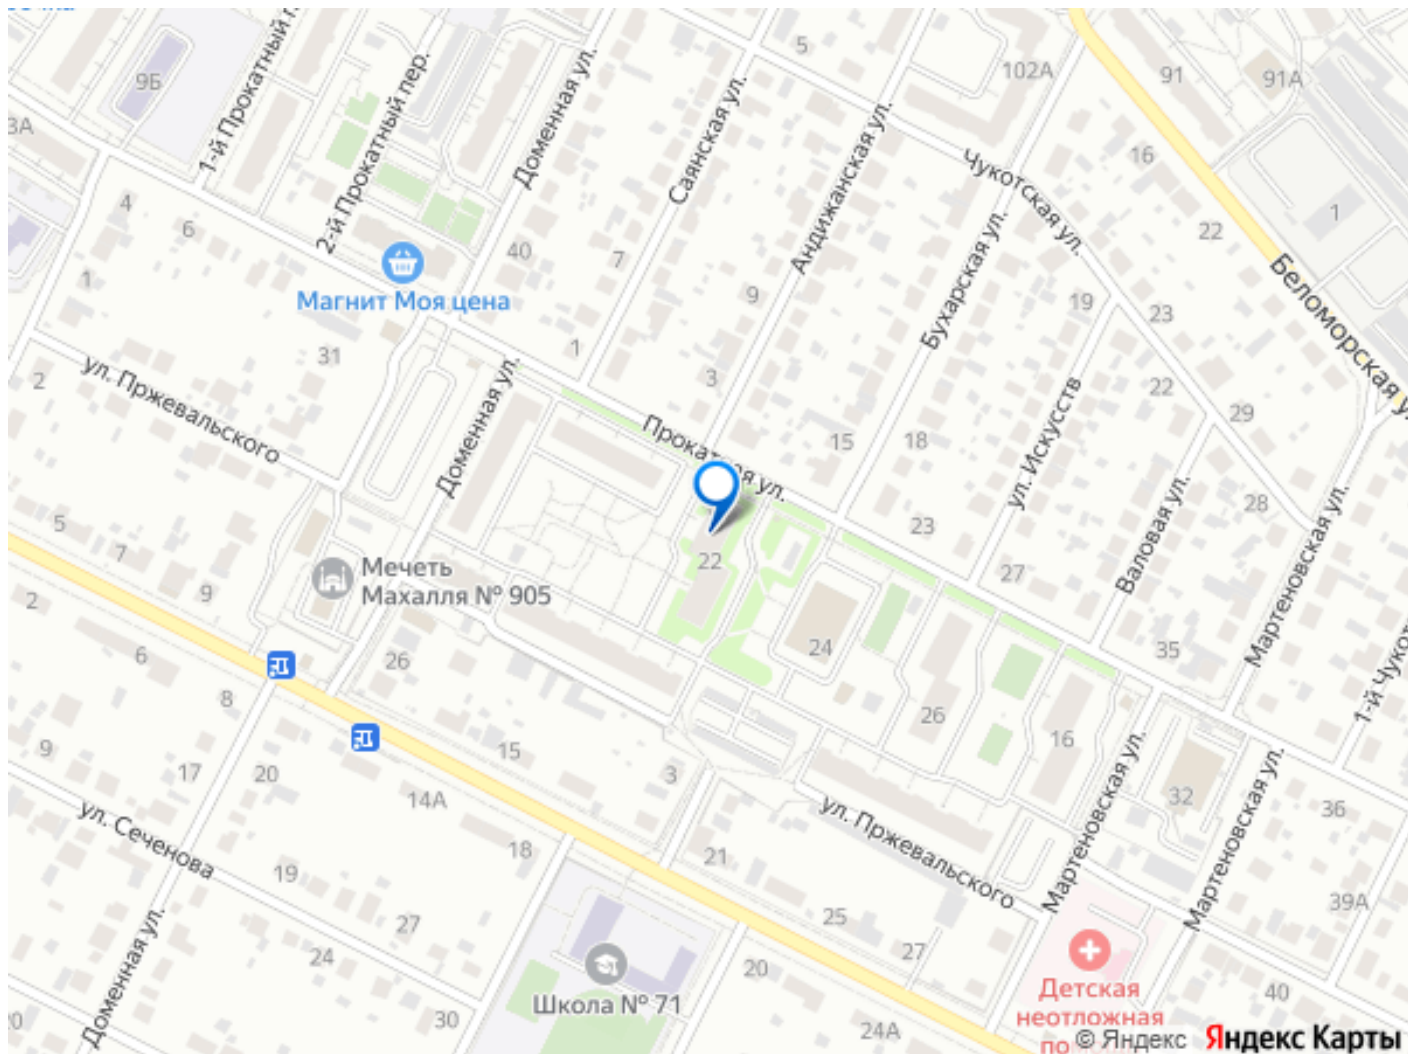 9Б
1-й Прокатный п
2-й Прокатный пер.
Доменная ул.
5
102А
91
91А
3А
Саянская ул.
Андижанская ул.
Чукотская ул.
16
1
4
6
40
7
22
Бухарская ул.
Беломорская у
1
Магнит Моя цена
9
19
23
31
1
3
22
2
ул. Пржевальского
Доменная ул.
Прокатная ул.
15
18
ул. Искусств
29
5
7
22
23
28
Мечеть
Махалля № 905
27
Валовая ул.
Мартеновская ул.
9
2
6
26
24
35
1-й Чукот
8
26
16
9
17
20
15
3
14А
32
36
ул. Сеченова
18
21
ул. Пржевальского
Мартеновская ул.
Мартеновская ул.
19
27
25
39А
24
27
20
Доменная ул.
Школа № 71
Детская
неотложная
40
30
24А
© Яндекс Яндекс Карты